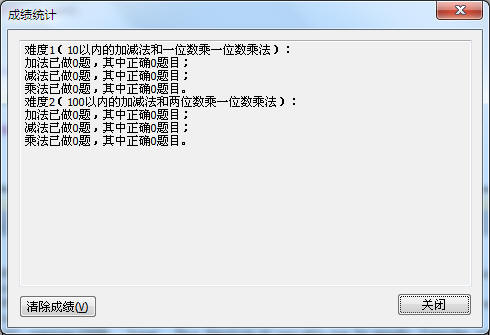 成绩统计
难度1（10以内的加减法和一位数乘一位数乘法）：
加法已做0题，其中正确0题目；
减法已做0题，其中正确0题目；
乘法已做0题，其中正确0题目。
难度2（100以内的加减法和两位数乘一位数乘法）：
加法已做0题，其中正确0题目；
减法已做0题，其中正确0题目；
乘法已做0题，其中正确0题目。
清除成绩(V)
关闭